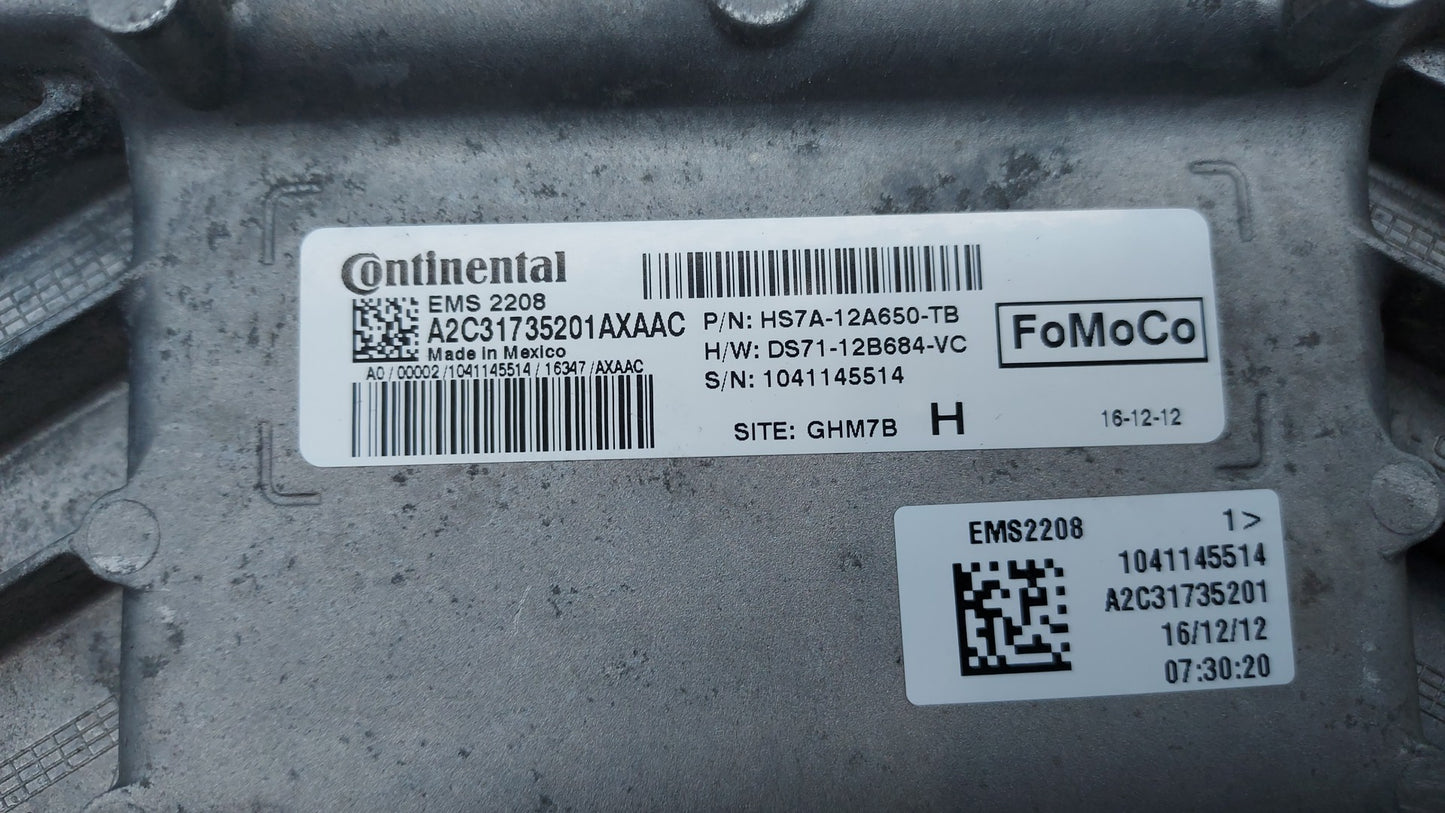 Continental
EMS 2208
A2C31735201AXAAC
Made in Mexico
A0 / 00002 / 1041145514 / 16347 / AXAAC
P/N: HS7A-12A650-TB
H/W: DS71-12B684-VC
S/N: 1041145514
SITE: GHM7B H
FoMoCo
16-12-12
EMS2208 1>
1041145514
A2C31735201
16/12/12
07:30:20